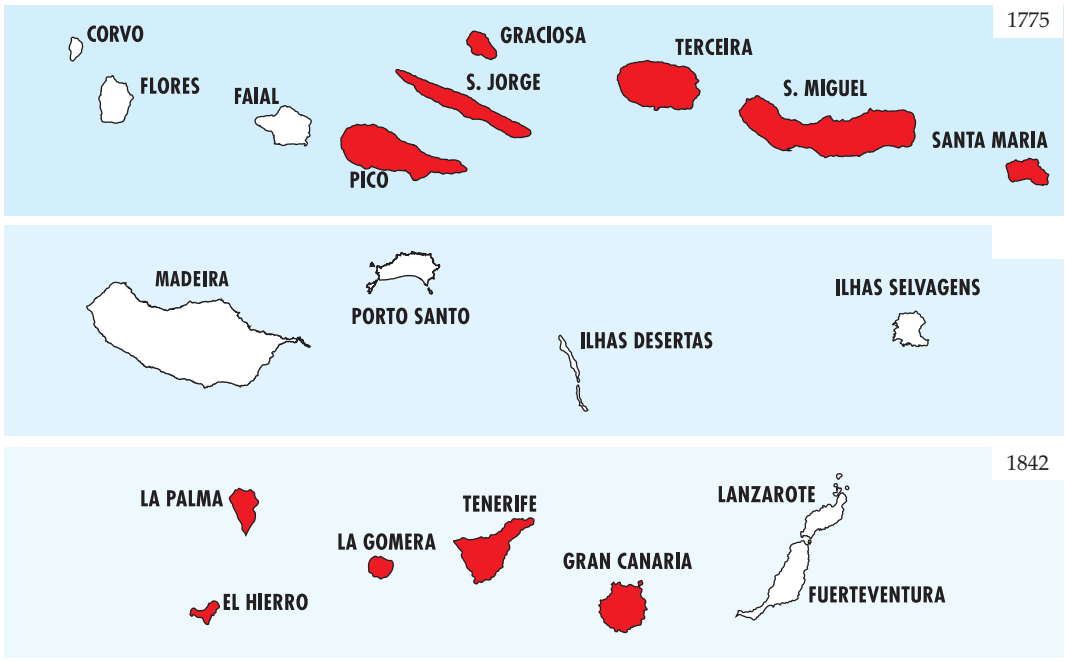 1775
CORVO
GRACIOSA
TERCEIRA
FLORES
FAIAL
S. JORGE
S. MIGUEL
SANTA MARIA
PICO
MADEIRA
PORTO SANTO
ILHAS SELVAGENS
ILHAS DESERTAS
1842
LA PALMA
TENERIFE
LANZAROTE
LA GOMERA
GRAN CANARIA
EL HIERRO
FUERTEVENTURA